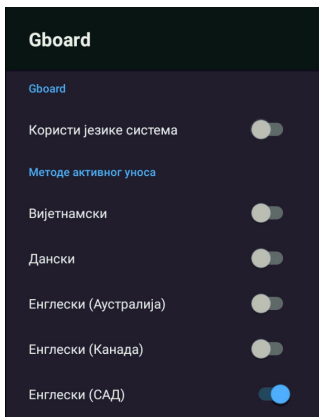 Gboard
Gboard
Користи језике система
Методе активног уноса
Вијетнамски
Дански
Енглески (Аустралија)
Енглески (Канада)
Енглески (САД)